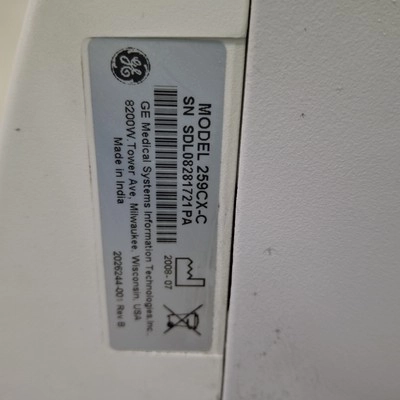 MODEL 259CX-C
SN SDL08281721PA
GE Medical Systems Information Technologies, Inc.
8200W.Tower Ave, Milwaukee, Wisconsin, USA
Made in India
2008-07
2026244-001 Rev B